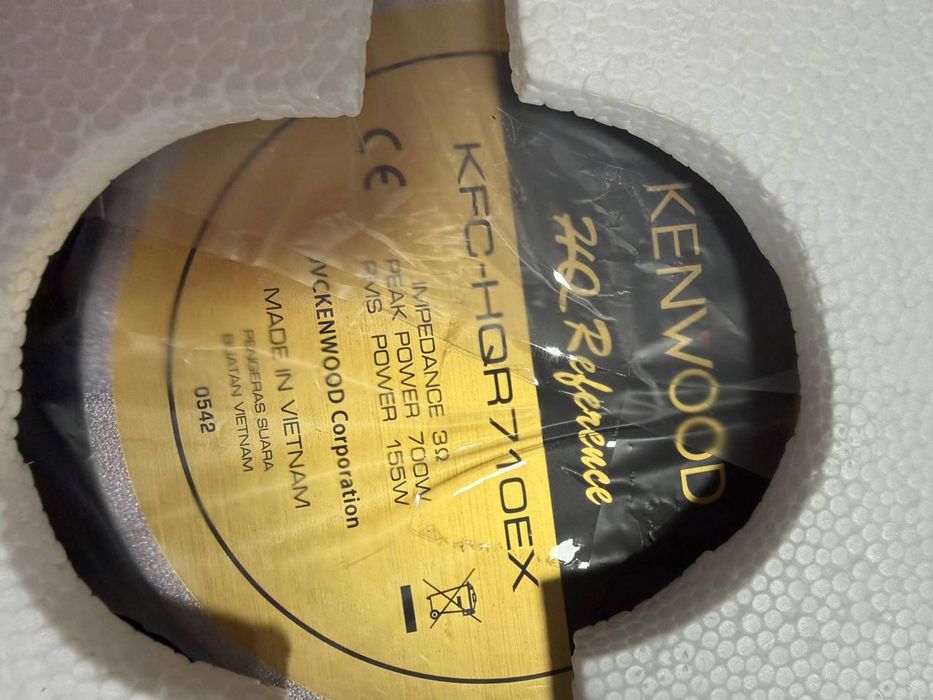 KENWOOD
HQ Reference
KFC-HQR710EX
IMPEDANCE 3Ω
PEAK POWER 700W
RMS POWER 155W
JVCKENWOOD Corporation
MADE IN VIETNAM
PENGERAS SUARA
BUATAN VIETNAM
0542
CE